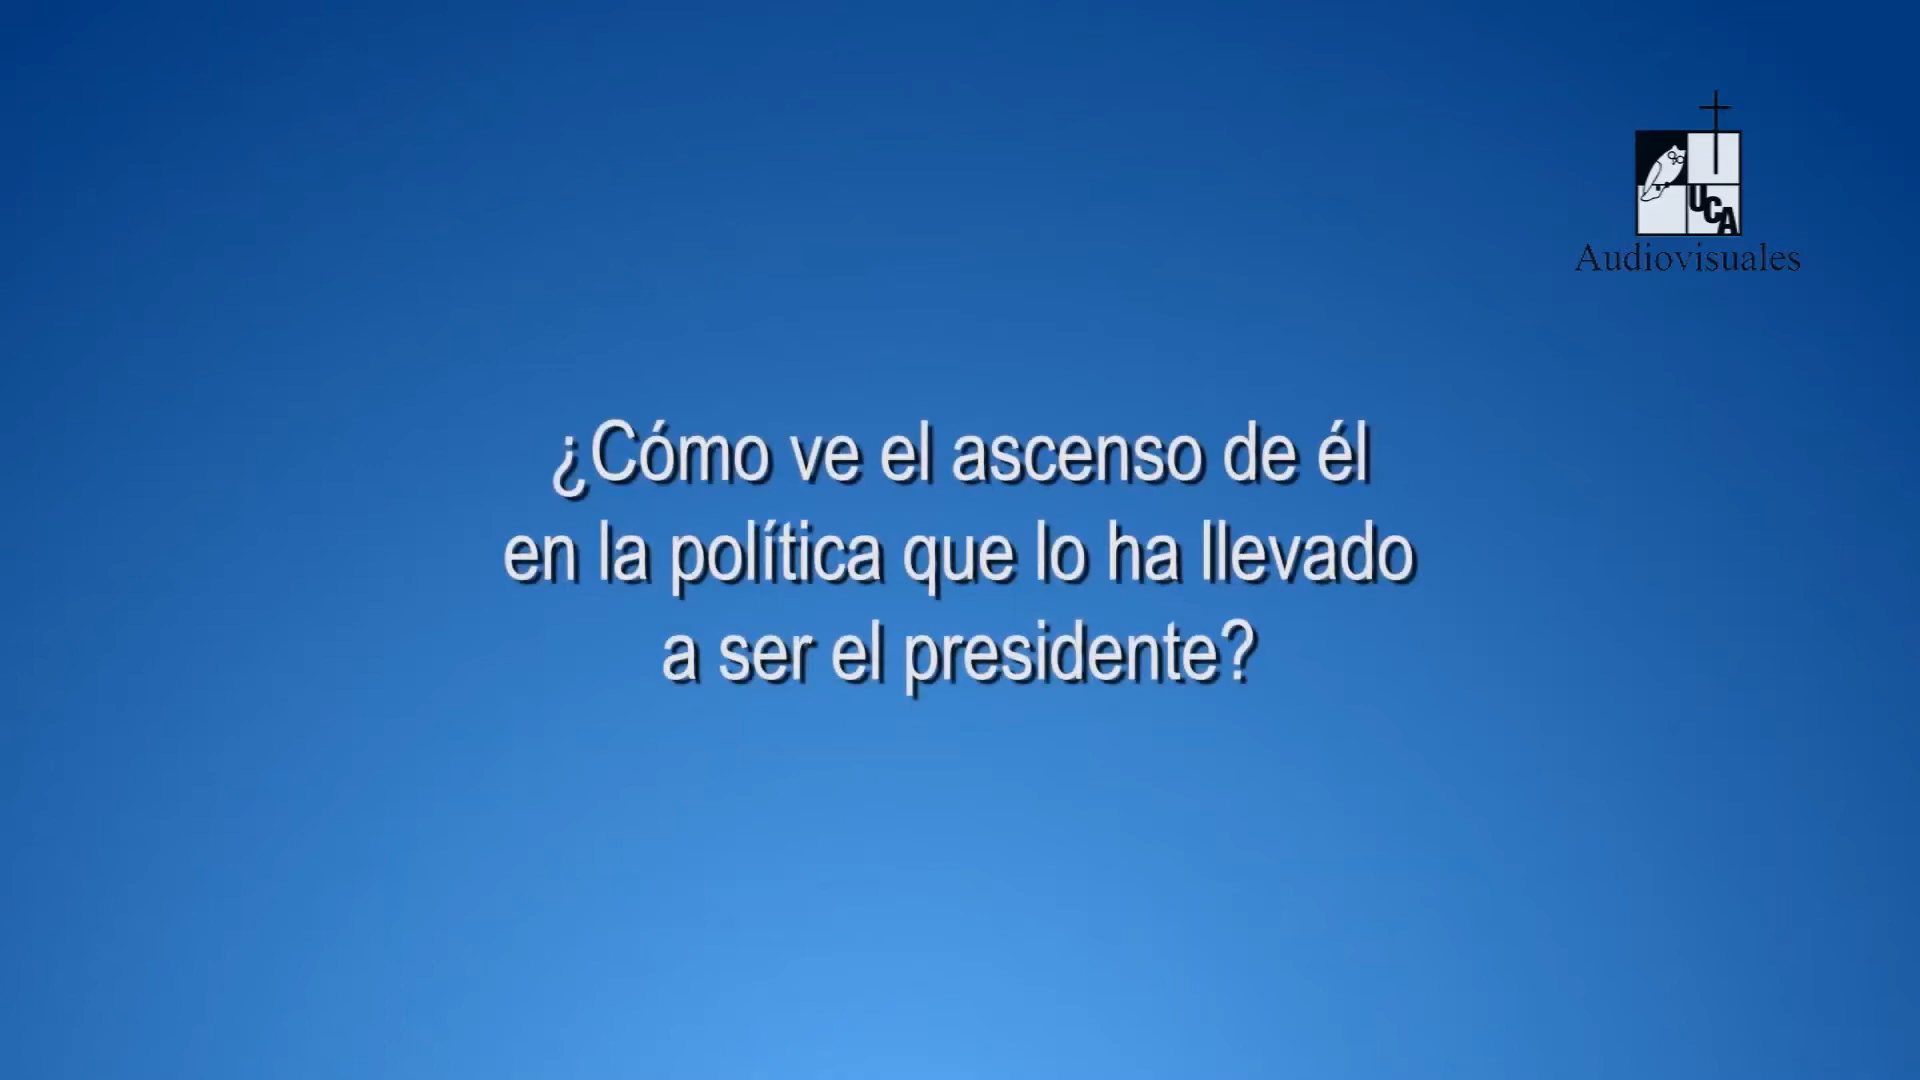 UCA
Audiovisuales
¿Cómo ve el ascenso de él
en la política que lo ha llevado
a ser el presidente?